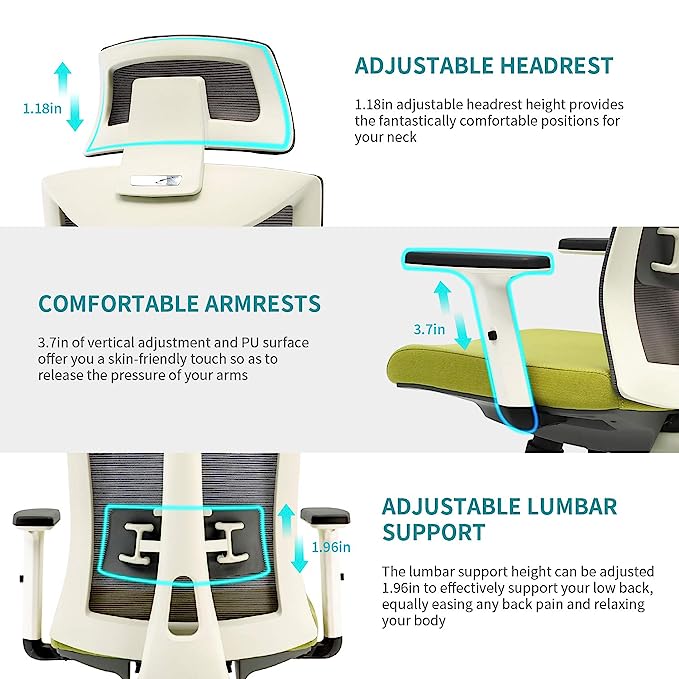 1.18in
ADJUSTABLE HEADREST
1.18in adjustable headrest height provides
the fantastically comfortable positions for
your neck
COMFORTABLE ARMRESTS
3.7in of vertical adjustment and PU surface
offer you a skin-friendly touch so as to
release the pressure of your arms
3.7in
1.96in
ADJUSTABLE LUMBAR
SUPPORT
The lumbar support height can be adjusted
1.96in to effectively support your low back,
equally easing any back pain and relaxing
your body